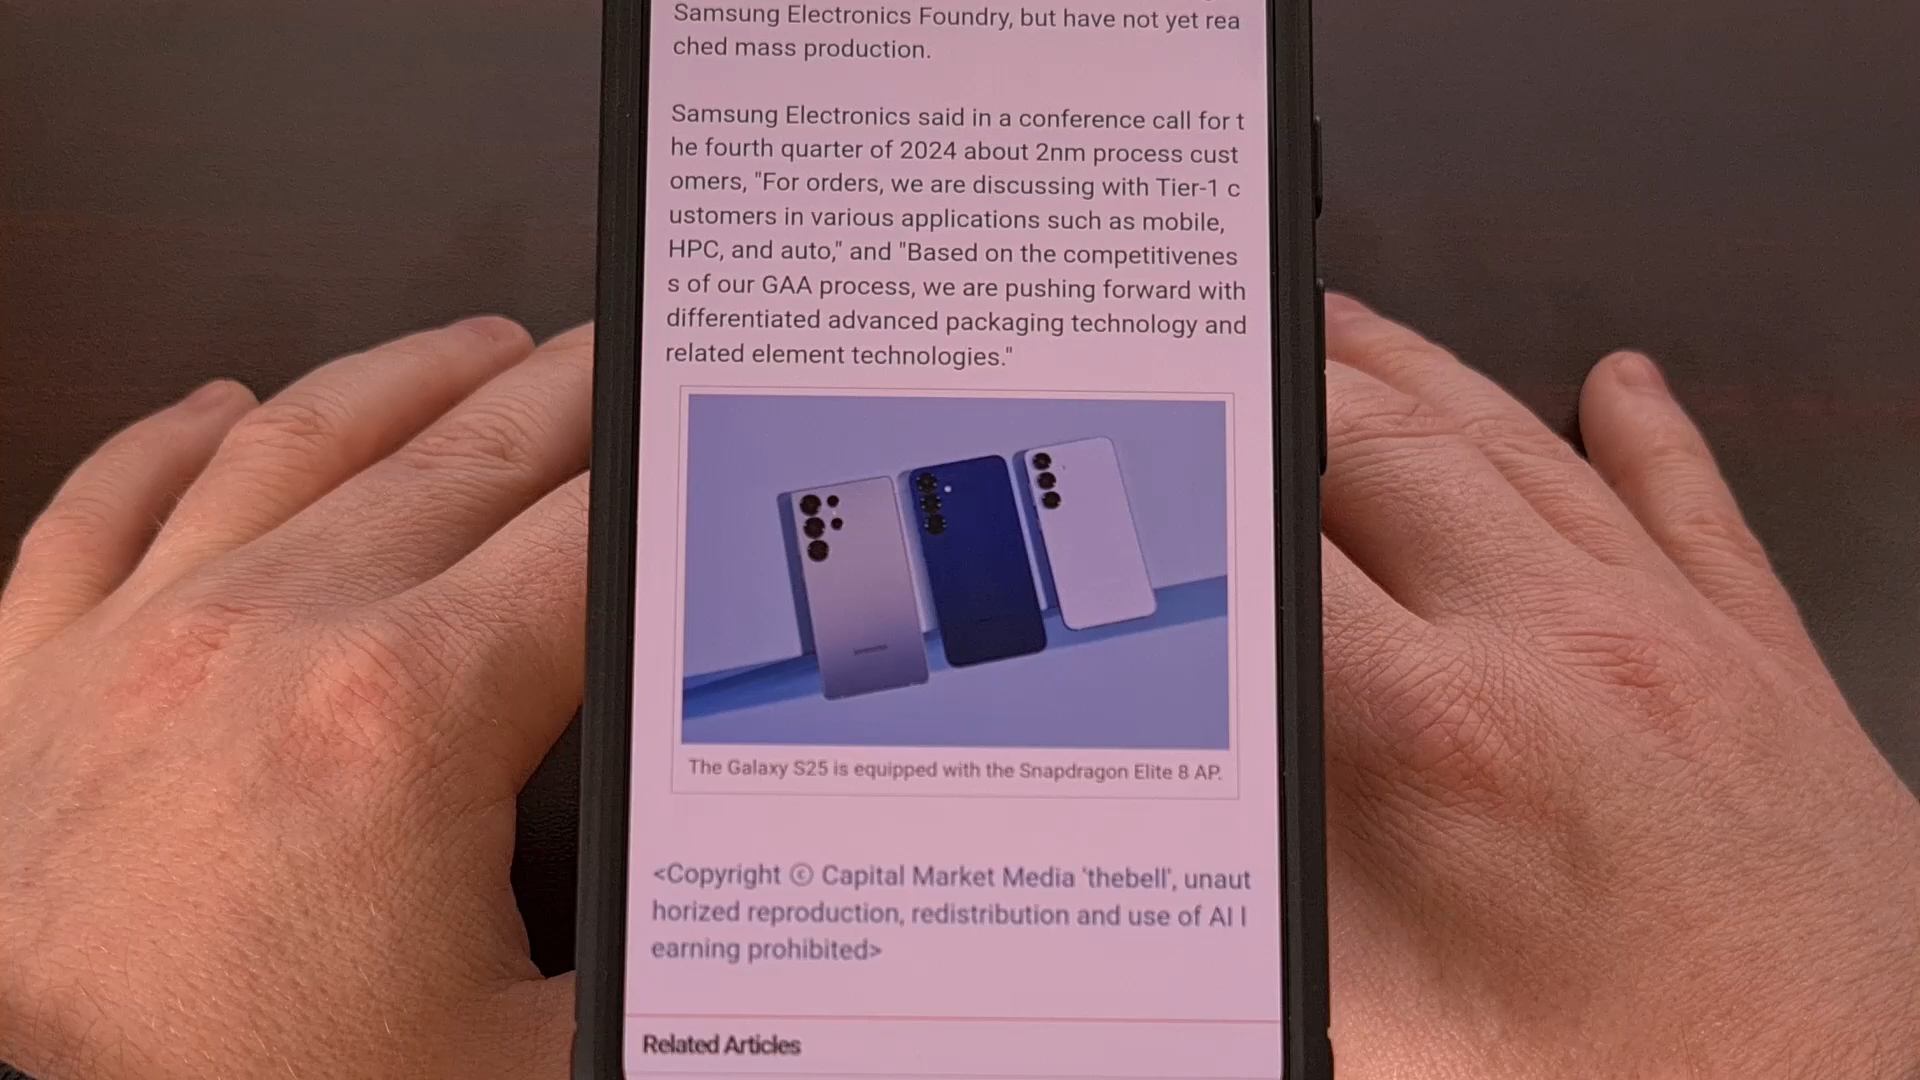 Samsung Electronics Foundry, but have not yet rea
ched mass production.
Samsung Electronics said in a conference call for t
he fourth quarter of 2024 about 2nm process cust
omers, "For orders, we are discussing with Tier-1 c
ustomers in various applications such as mobile,
HPC, and auto," and "Based on the competitivenes
s of our GAA process, we are pushing forward with
differentiated advanced packaging technology and
related element technologies."
The Galaxy S25 is equipped with the Snapdragon Elite 8 AP.
<Copyright ⓒ Capital Market Media 'thebell', unaut
horized reproduction, redistribution and use of AI l
earning prohibited>
Related Articles